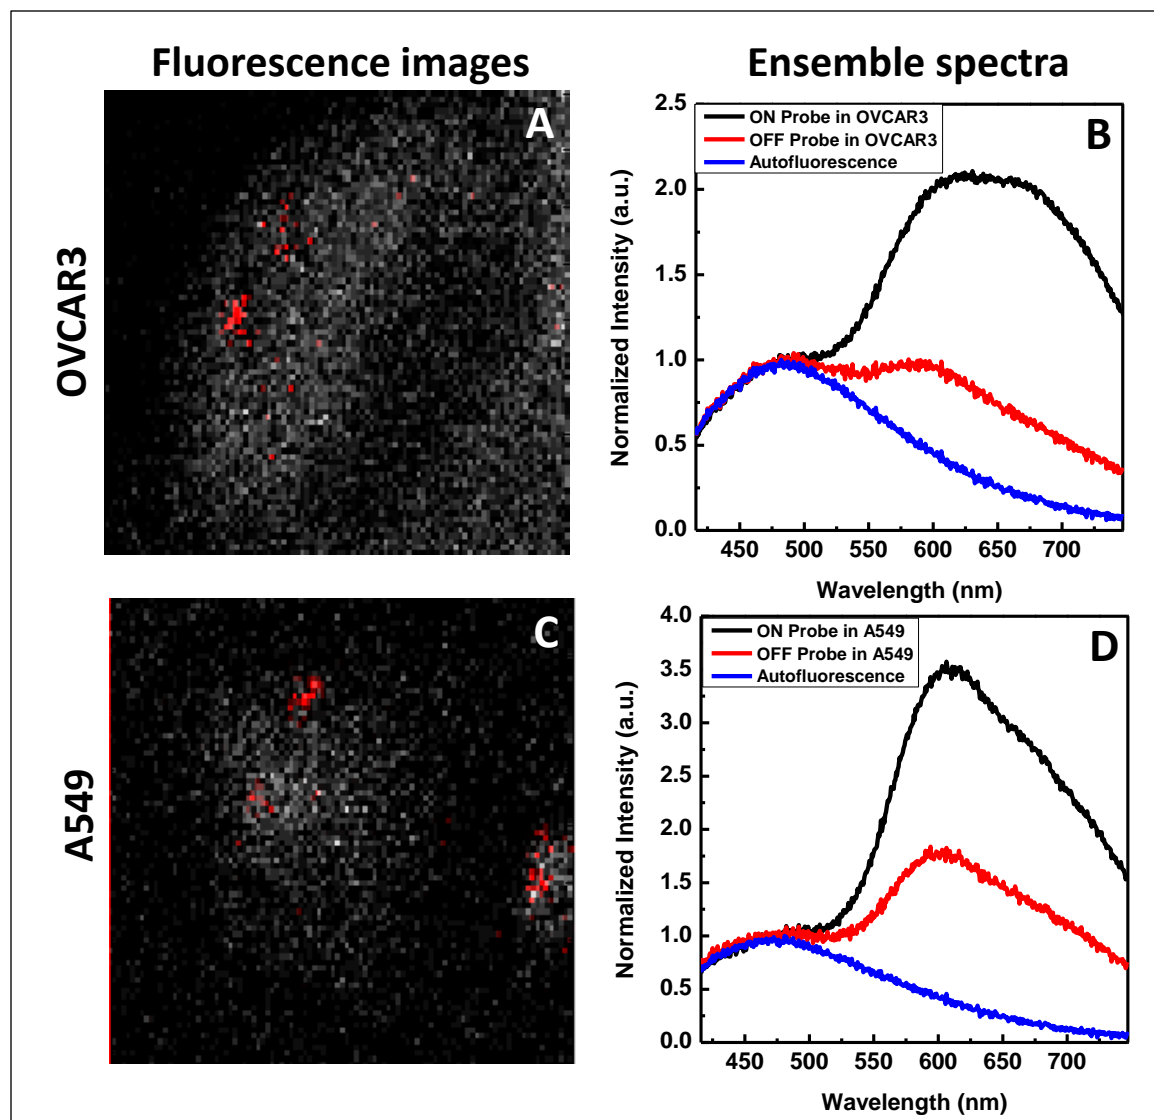 Fluorescence images
Ensemble spectra
OVCAR3
A
B
ON Probe in OVCAR3
OFF Probe in OVCAR3
Autofluorescence
Normalized Intensity (a.u.)
2.5
2.0
1.5
1.0
0.5
0.0
450 500 550 600 650 700
Wavelength (nm)
A549
C
D
ON Probe in A549
OFF Probe in A549
Autofluorescence
Normalized Intensity (a.u.)
4.0
3.5
3.0
2.5
2.0
1.5
1.0
0.5
0.0
450 500 550 600 650 700
Wavelength (nm)